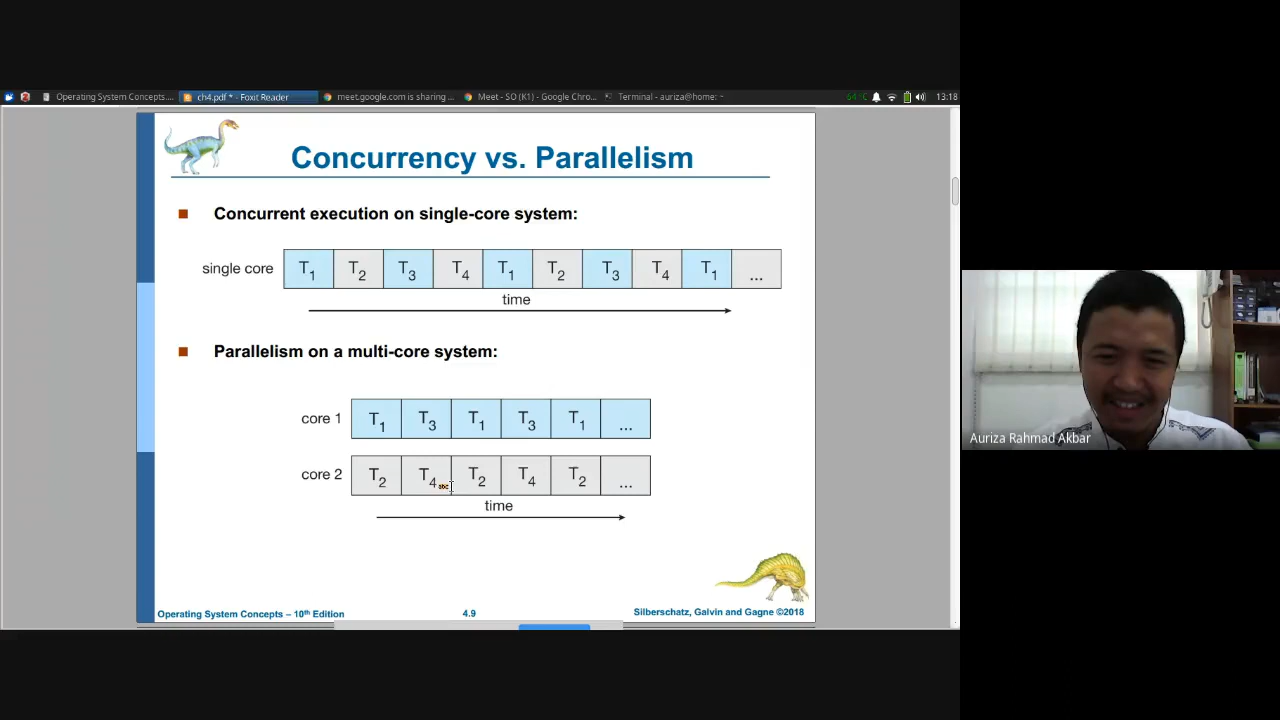 Operating System Concepts....
ch4.pdf * - Foxit Reader
meet.google.com is sharing ...
Meet - SO (K1) - Google Chro...
Terminal - auriza@home: ~
64°C
13:18
Concurrency vs. Parallelism
Concurrent execution on single-core system:
single core T1 T2 T3 T4 T1 T2 T3 T4 T1 ...
time
Parallelism on a multi-core system:
core 1 T1 T3 T1 T3 T1 ...
core 2 T2 T4 T2 T4 T2 ...
abc
time
Operating System Concepts – 10th Edition
4.9
Silberschatz, Galvin and Gagne ©2018
Auriza Rahmad Akbar